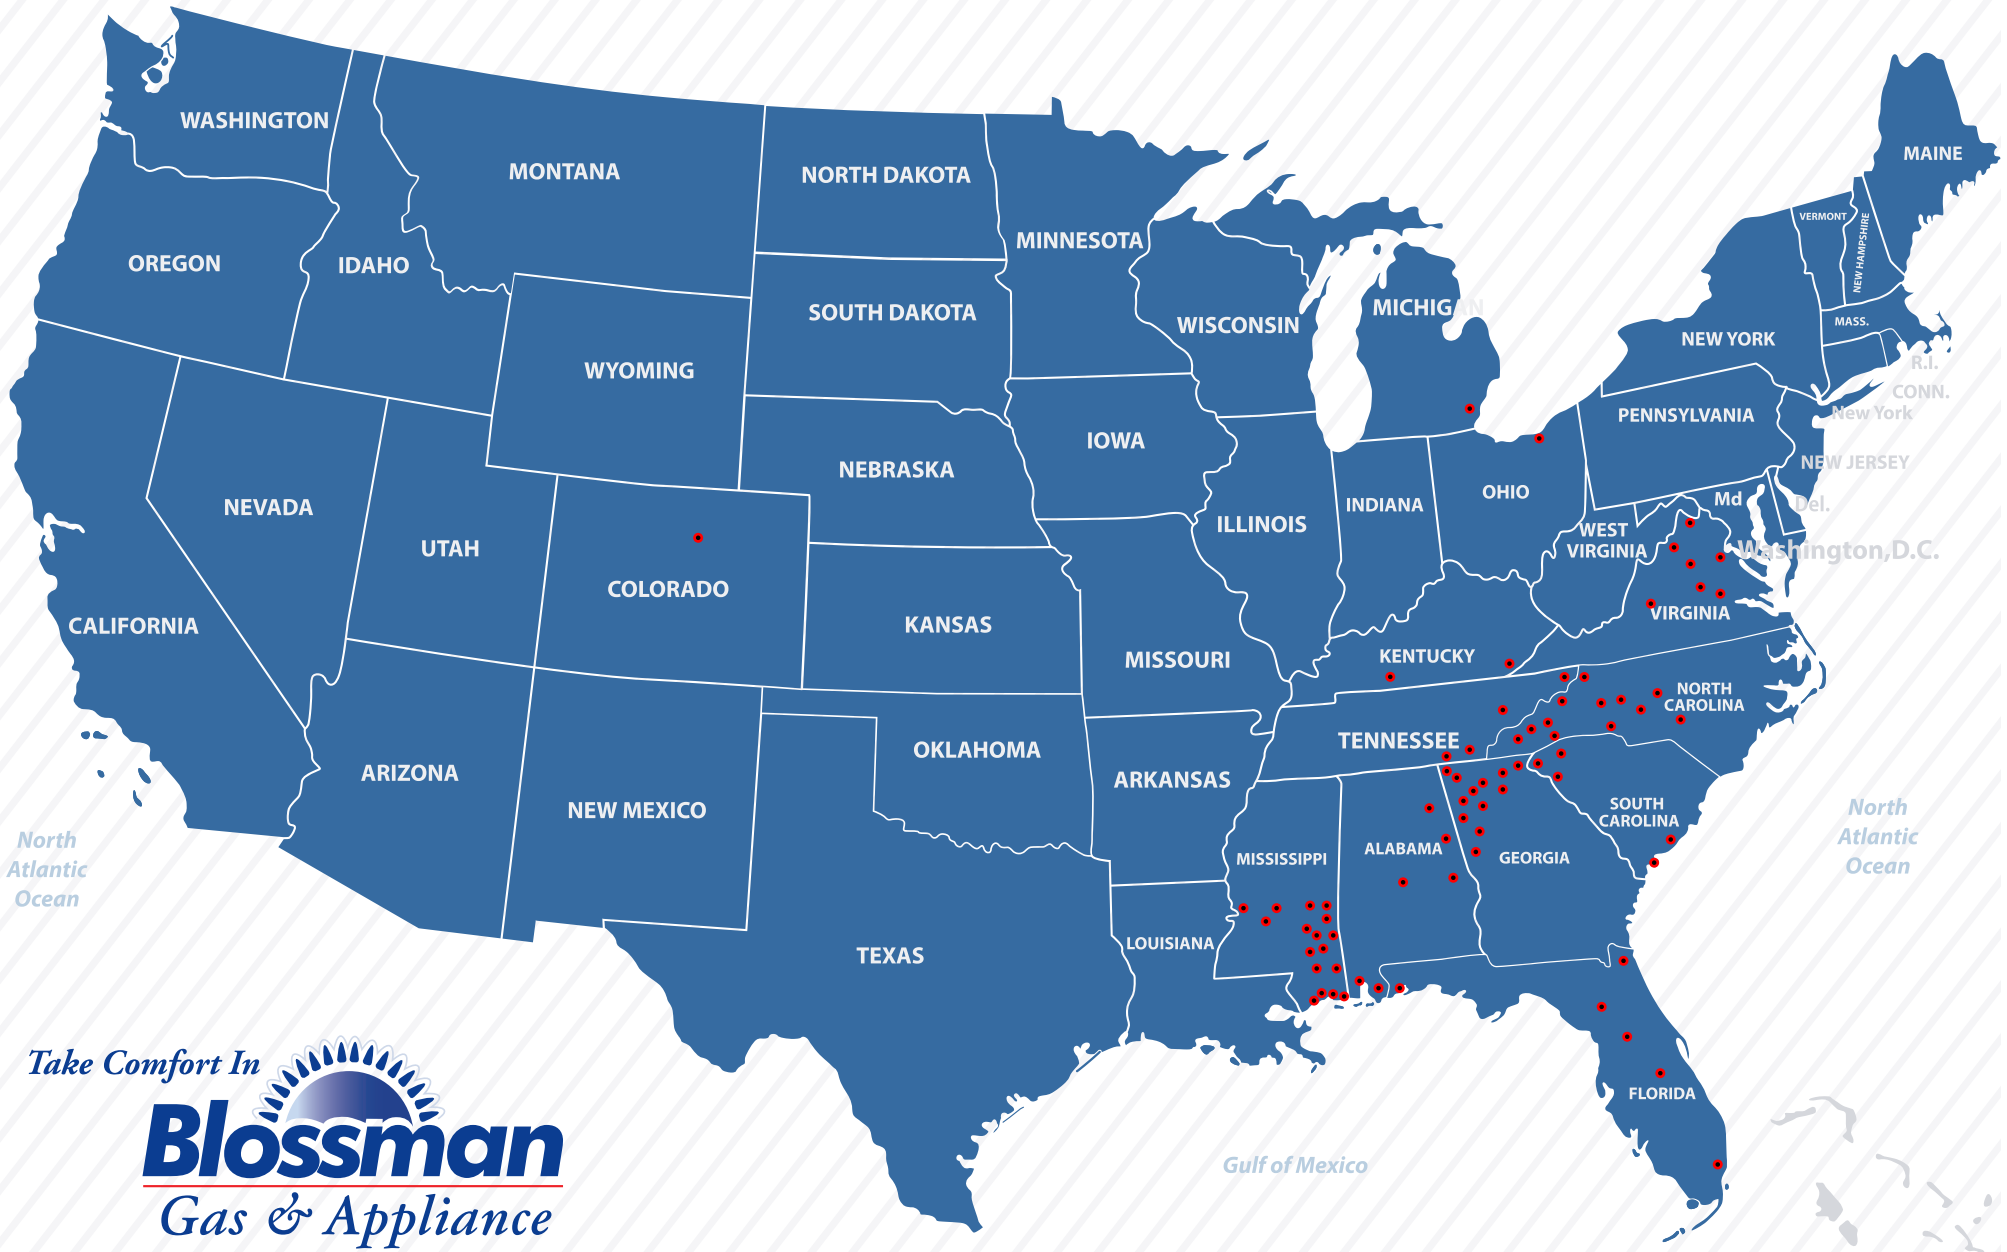 WASHINGTON
MONTANA
NORTH DAKOTA
MINNESOTA
MAINE
VERMONT
NEW HAMPSHIRE
OREGON
IDAHO
SOUTH DAKOTA
WISCONSIN
MICHIGAN
MASS.
NEW YORK
R.I.
CONN.
New York
WYOMING
IOWA
PENNSYLVANIA
NEW JERSEY
NEBRASKA
NEVADA
UTAH
COLORADO
ILLINOIS
INDIANA
OHIO
Md
Del.
WEST
VIRGINIA
Washington,D.C.
VIRGINIA
CALIFORNIA
KANSAS
MISSOURI
KENTUCKY
NORTH
CAROLINA
TENNESSEE
ARIZONA
NEW MEXICO
OKLAHOMA
ARKANSAS
SOUTH
CAROLINA
MISSISSIPPI
ALABAMA
GEORGIA
North
Atlantic
Ocean
North
Atlantic
Ocean
TEXAS
LOUISIANA
FLORIDA
Gulf of Mexico
Take Comfort In
Blossman
Gas & Appliance